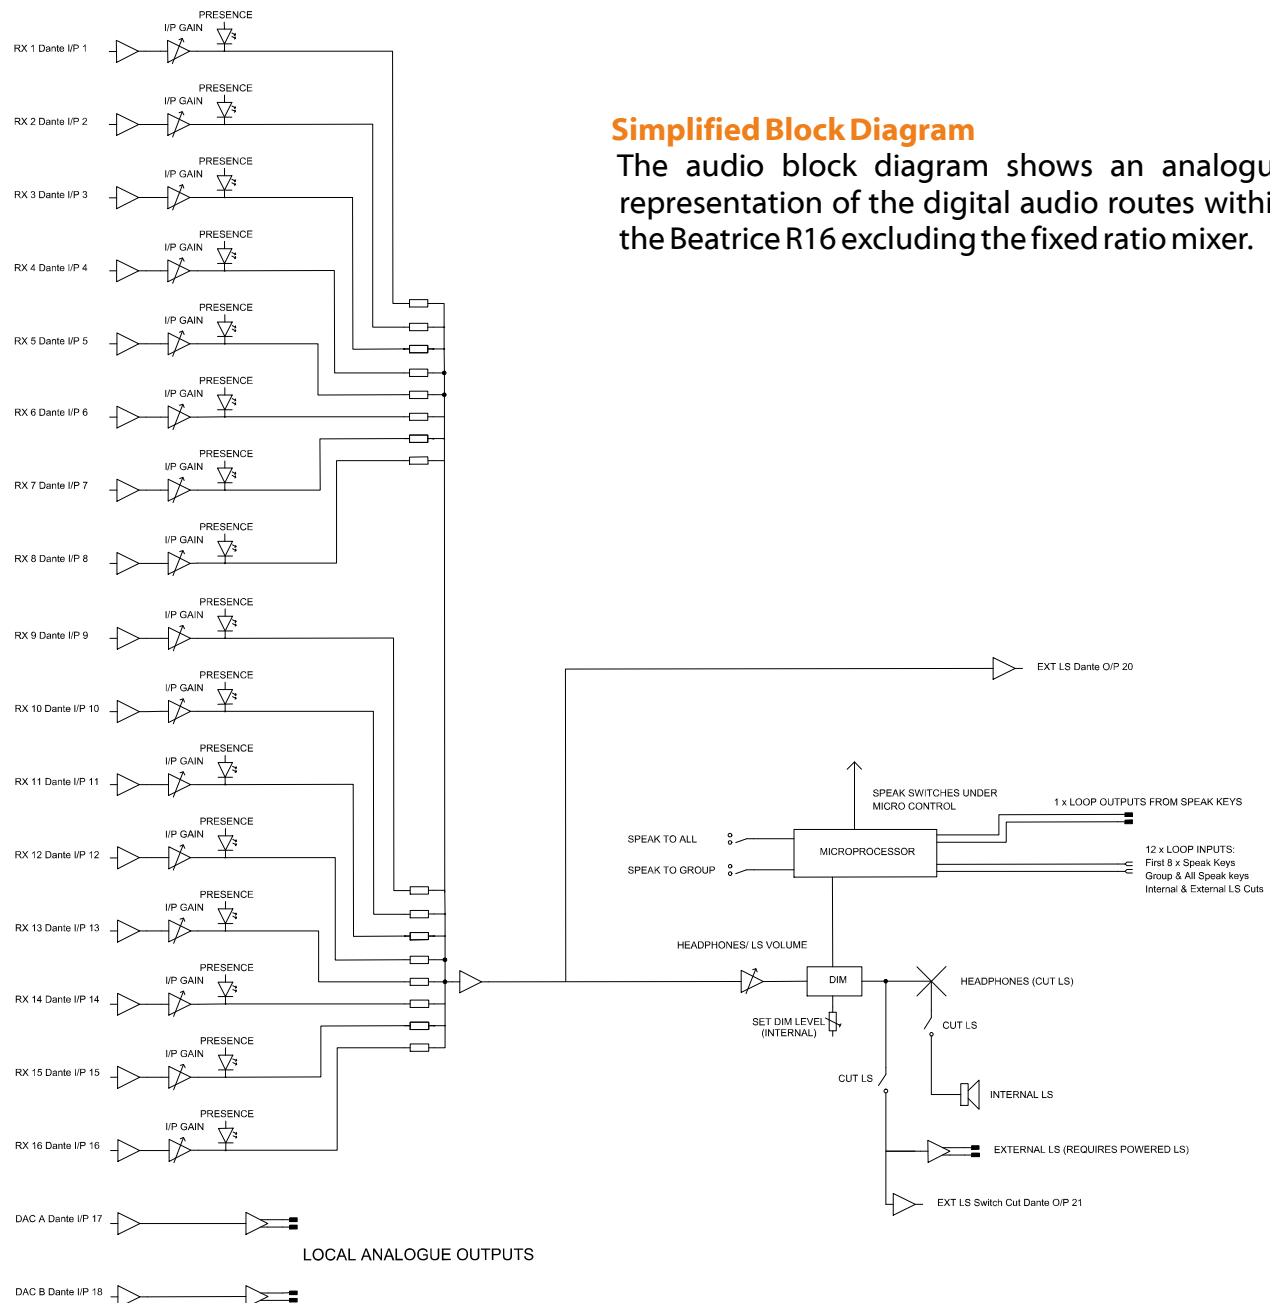 PRESENCE
I/P GAIN
RX 1 Dante I/P 1
PRESENCE
I/P GAIN
RX 2 Dante I/P 2
Simplified Block Diagram
The audio block diagram shows an analogu
representation of the digital audio routes withi
the Beatrice R16 excluding the fixed ratio mixer.
PRESENCE
I/P GAIN
RX 3 Dante I/P 3
PRESENCE
I/P GAIN
RX 4 Dante I/P 4
PRESENCE
I/P GAIN
RX 5 Dante I/P 5
PRESENCE
I/P GAIN
RX 6 Dante I/P 6
PRESENCE
I/P GAIN
RX 7 Dante I/P 7
PRESENCE
I/P GAIN
RX 8 Dante I/P 8
PRESENCE
I/P GAIN
RX 9 Dante I/P 9
PRESENCE
I/P GAIN
RX 10 Dante I/P 10
PRESENCE
I/P GAIN
RX 11 Dante I/P 11
PRESENCE
I/P GAIN
RX 12 Dante I/P 12
PRESENCE
I/P GAIN
RX 13 Dante I/P 13
PRESENCE
I/P GAIN
RX 14 Dante I/P 14
PRESENCE
I/P GAIN
RX 15 Dante I/P 15
PRESENCE
I/P GAIN
RX 16 Dante I/P 16
DAC A Dante I/P 17
LOCAL ANALOGUE OUTPUTS
DAC B Dante I/P 18
EXT LS Dante O/P 20
SPEAK SWITCHES UNDER
MICRO CONTROL
1 x LOOP OUTPUTS FROM SPEAK KEYS
SPEAK TO ALL
MICROPROCESSOR
SPEAK TO GROUP
12 x LOOP INPUTS:
First 8 x Speak Keys
Group & All Speak keys
Internal & External LS Cuts
HEADPHONES/ LS VOLUME
DIM
HEADPHONES (CUT LS)
SET DIM LEVEL
(INTERNAL)
CUT LS
CUT LS
INTERNAL LS
EXTERNAL LS (REQUIRES POWERED LS)
EXT LS Switch Cut Dante O/P 21